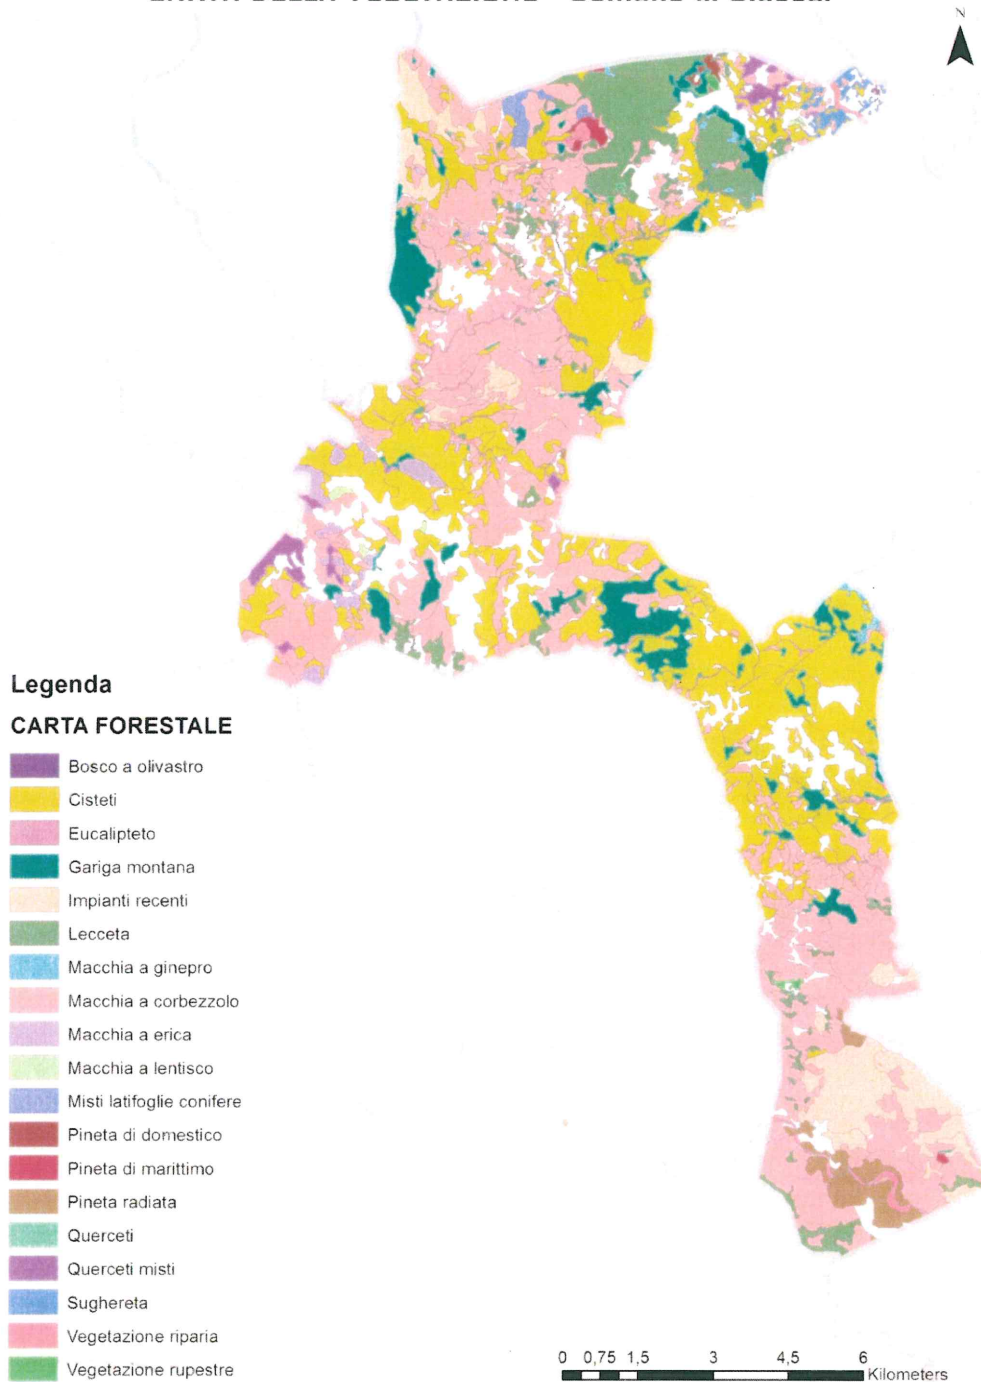 N
Legenda
CARTA FORESTALE
Bosco a olivastro
Cisteti
Eucalipteto
Gariga montana
Impianti recenti
Lecceta
Macchia a ginepro
Macchia a corbezzolo
Macchia a erica
Macchia a lentisco
Misti latifoglie conifere
Pineta di domestico
Pineta di marittimo
Pineta radiata
Querceti
Querceti misti
Sughereta
Vegetazione riparia
Vegetazione rupestre
0 0,75 1,5 3 4,5 6
Kilometers